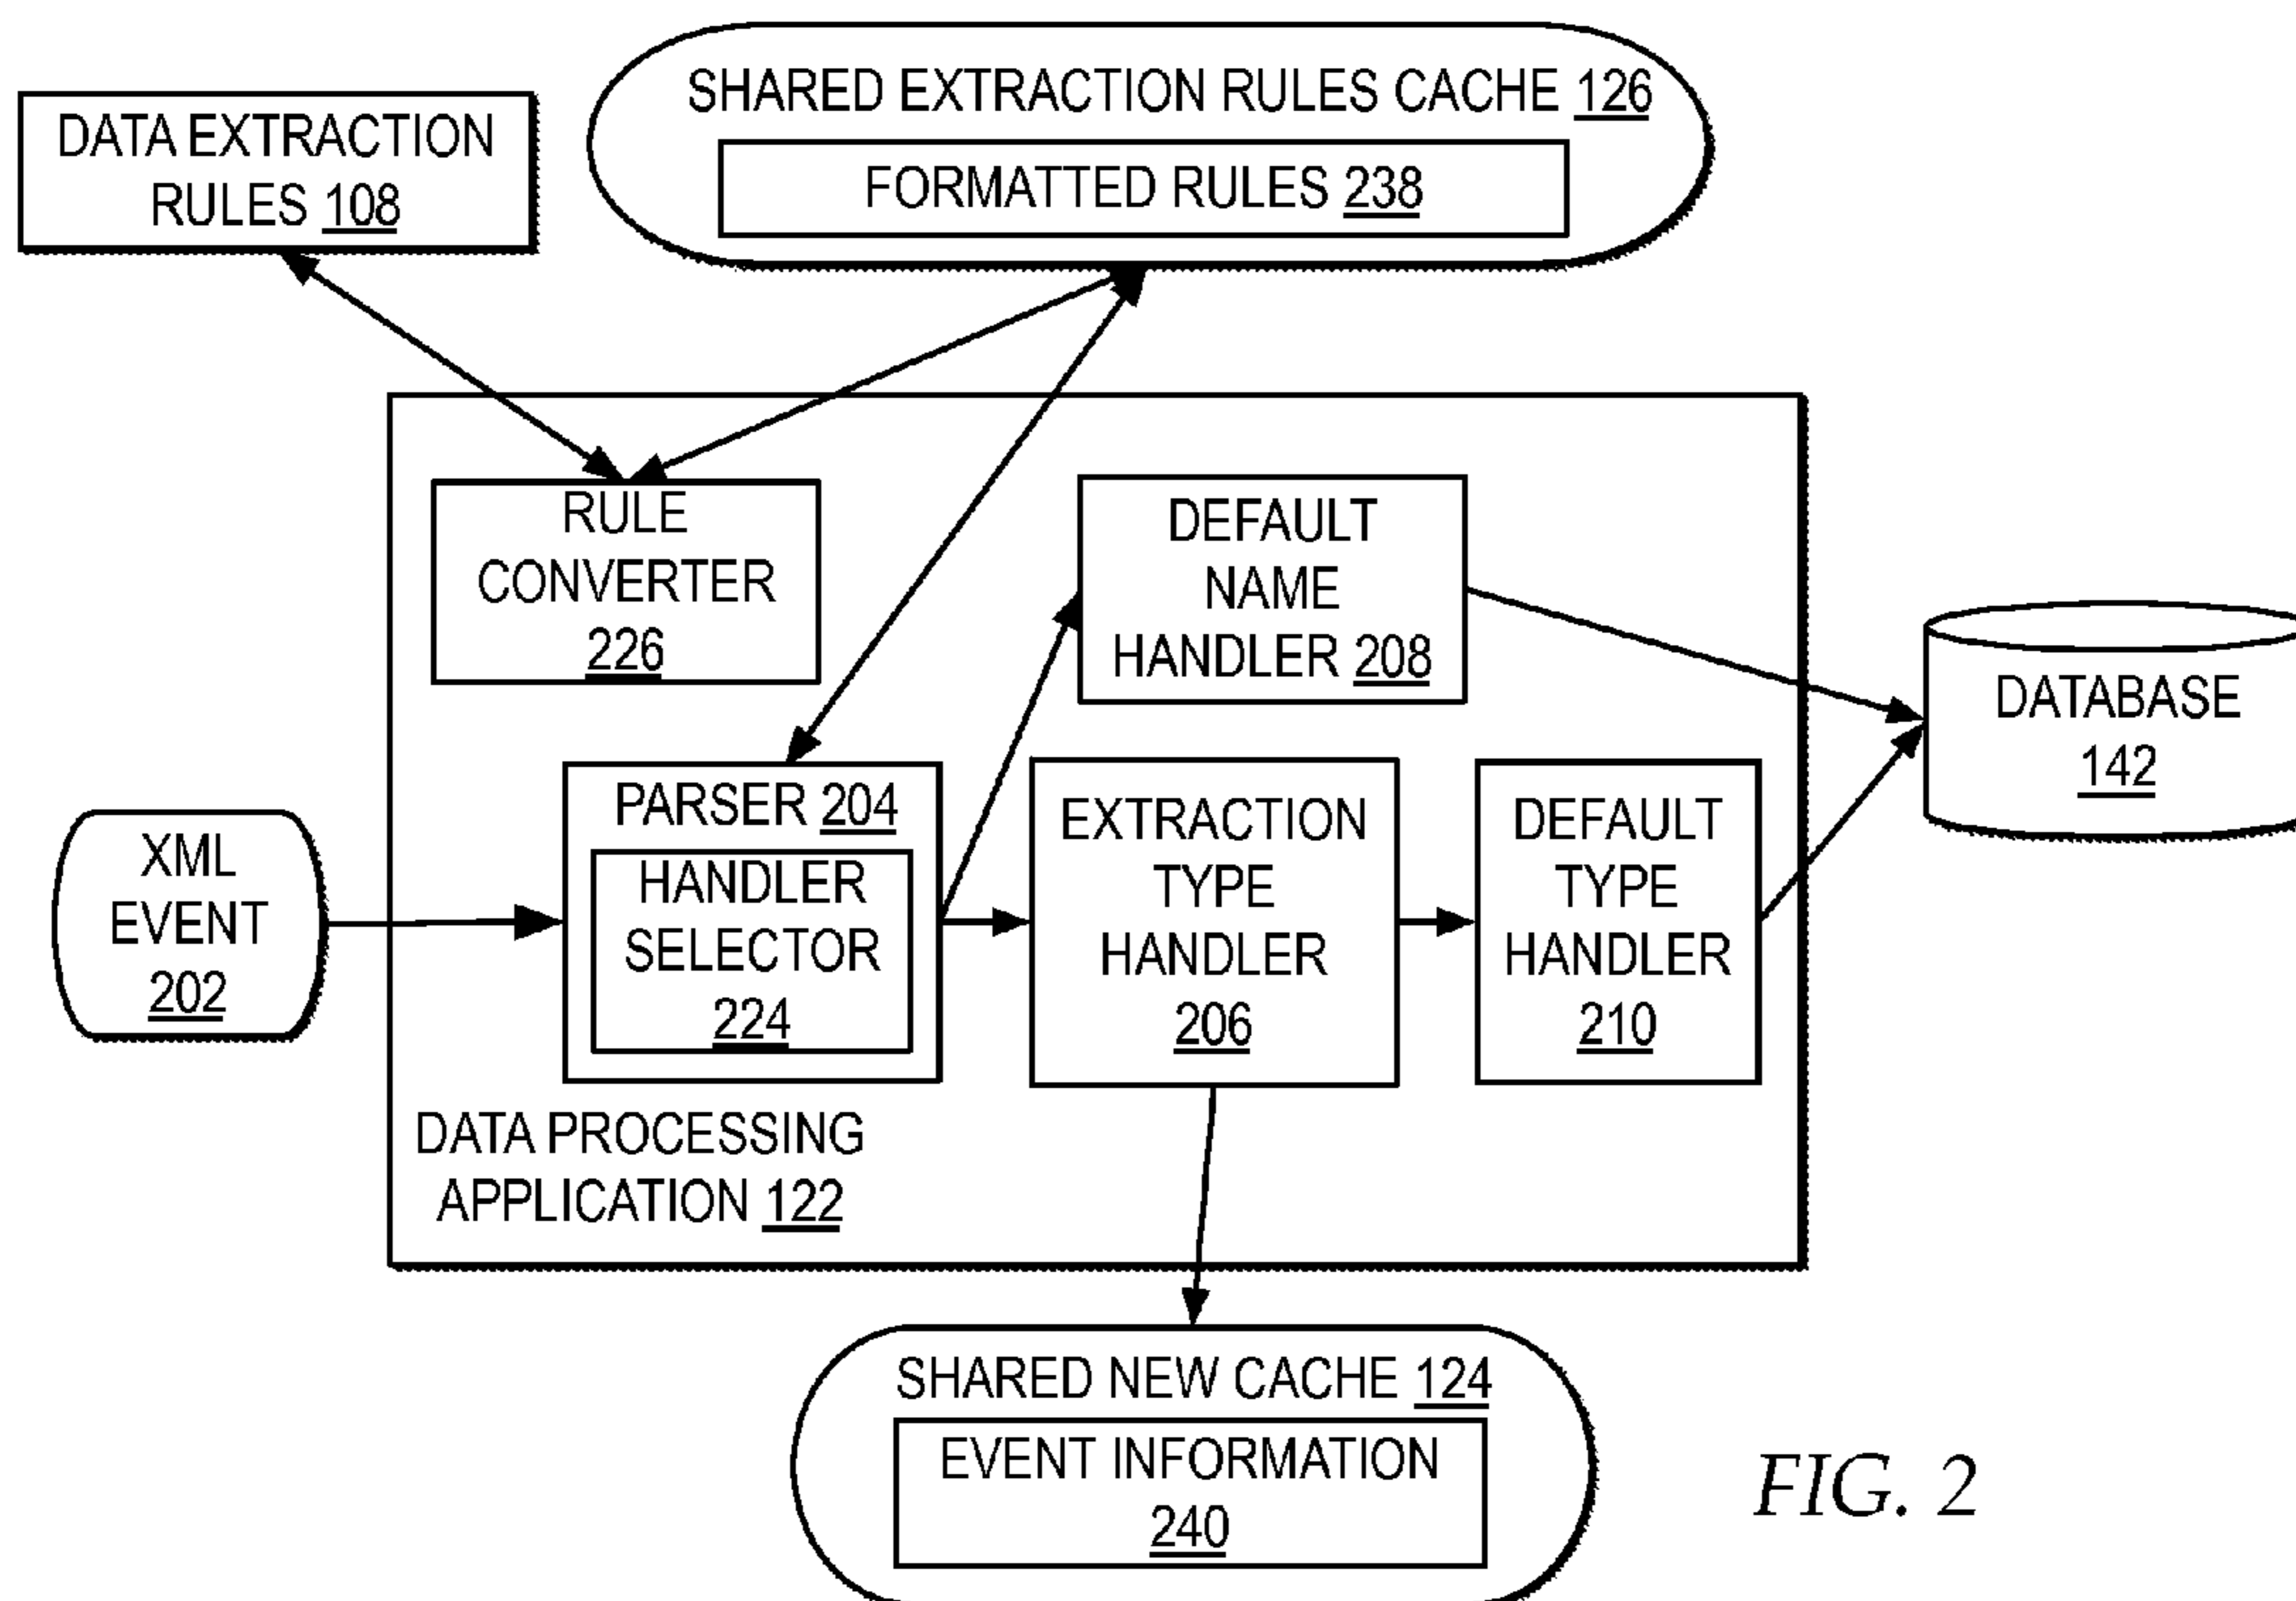 SHARED EXTRACTION RULES CACHE 126
FORMATTED RULES 238
DATA EXTRACTION
RULES 108
RULE
CONVERTER
226
DEFAULT
NAME
HANDLER 208
DATABASE
142
XML
EVENT
202
PARSER 204
HANDLER
SELECTOR
224
EXTRACTION
TYPE
HANDLER
206
DEFAULT
TYPE
HANDLER
210
DATA PROCESSING
APPLICATION 122
SHARED NEW CACHE 124
EVENT INFORMATION
240
FIG. 2